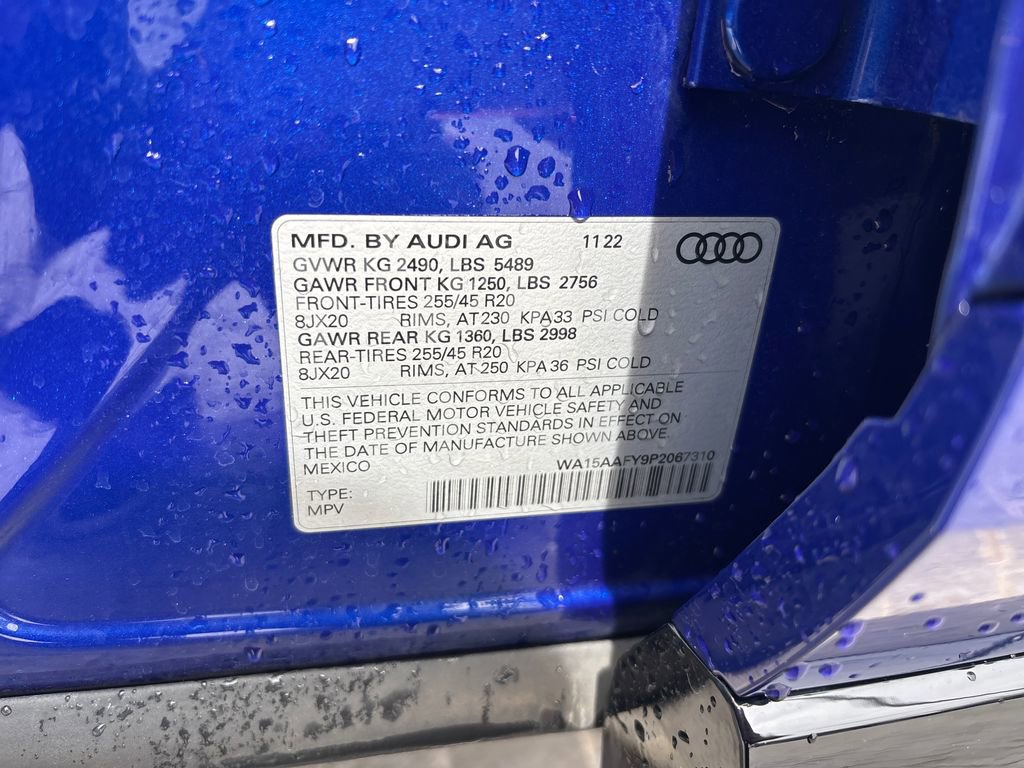 MFD. BY AUDI AG 11 22
GVWR KG 2490, LBS 5489
GAWR FRONT KG 1250, LBS 2756
FRONT-TIRES 255/45 R20
8JX20 RIMS, AT 230 KPA 33 PSI COLD
GAWR REAR KG 1360, LBS 2998
REAR-TIRES 255/45 R20
8JX20 RIMS, AT 250 KPA 36 PSI COLD
THIS VEHICLE CONFORMS TO ALL APPLICABLE
U.S. FEDERAL MOTOR VEHICLE SAFETY AND
THEFT PREVENTION STANDARDS IN EFFECT ON
THE DATE OF MANUFACTURE SHOWN ABOVE.
MEXICO WA15AAFY9P2067310
TYPE:
MPV